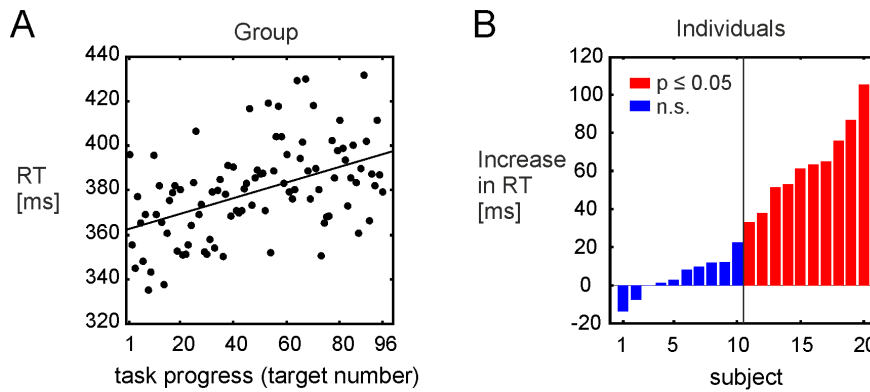 A
Group
RT
[ms]
440
420
400
380
360
340
320
1 20 40 60 80 96
task progress (target number)
B
Individuals
p ≤ 0.05
n.s.
Increase
in RT
[ms]
120
100
80
60
40
20
0
-20
1 5 10 15 20
subject